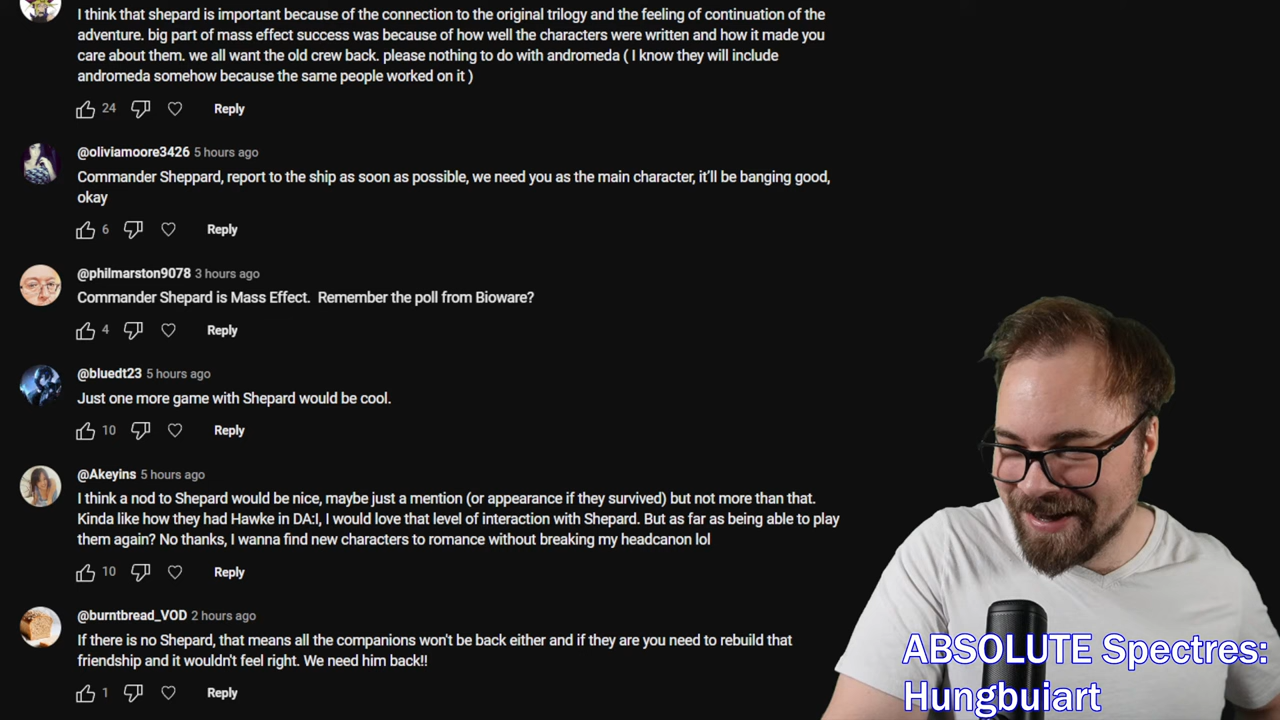 I think that shepard is important because of the connection to the original trilogy and the feeling of continuation of the
adventure. big part of mass effect success was because of how well the characters were written and how it made you
care about them. we all want the old crew back. please nothing to do with andromeda ( I know they will include
andromeda somehow because the same people worked on it )
24 Reply
@oliviamoore3426 5 hours ago
Commander Sheppard, report to the ship as soon as possible, we need you as the main character, it'll be banging good,
okay
6 Reply
@philmarston9078 3 hours ago
Commander Shepard is Mass Effect.  Remember the poll from Bioware?
4 Reply
@bluedt23 5 hours ago
Just one more game with Shepard would be cool.
10 Reply
@Akeyins 5 hours ago
I think a nod to Shepard would be nice, maybe just a mention (or appearance if they survived) but not more than that.
Kinda like how they had Hawke in DA:I, I would love that level of interaction with Shepard. But as far as being able to play
them again? No thanks, I wanna find new characters to romance without breaking my headcanon lol
10 Reply
@burntbread_VOD 2 hours ago
If there is no Shepard, that means all the companions won't be back either and if they are you need to rebuild that
friendship and it wouldn't feel right. We need him back!!
1 Reply
ABSOLUTE Spectres:
Hungbuiart